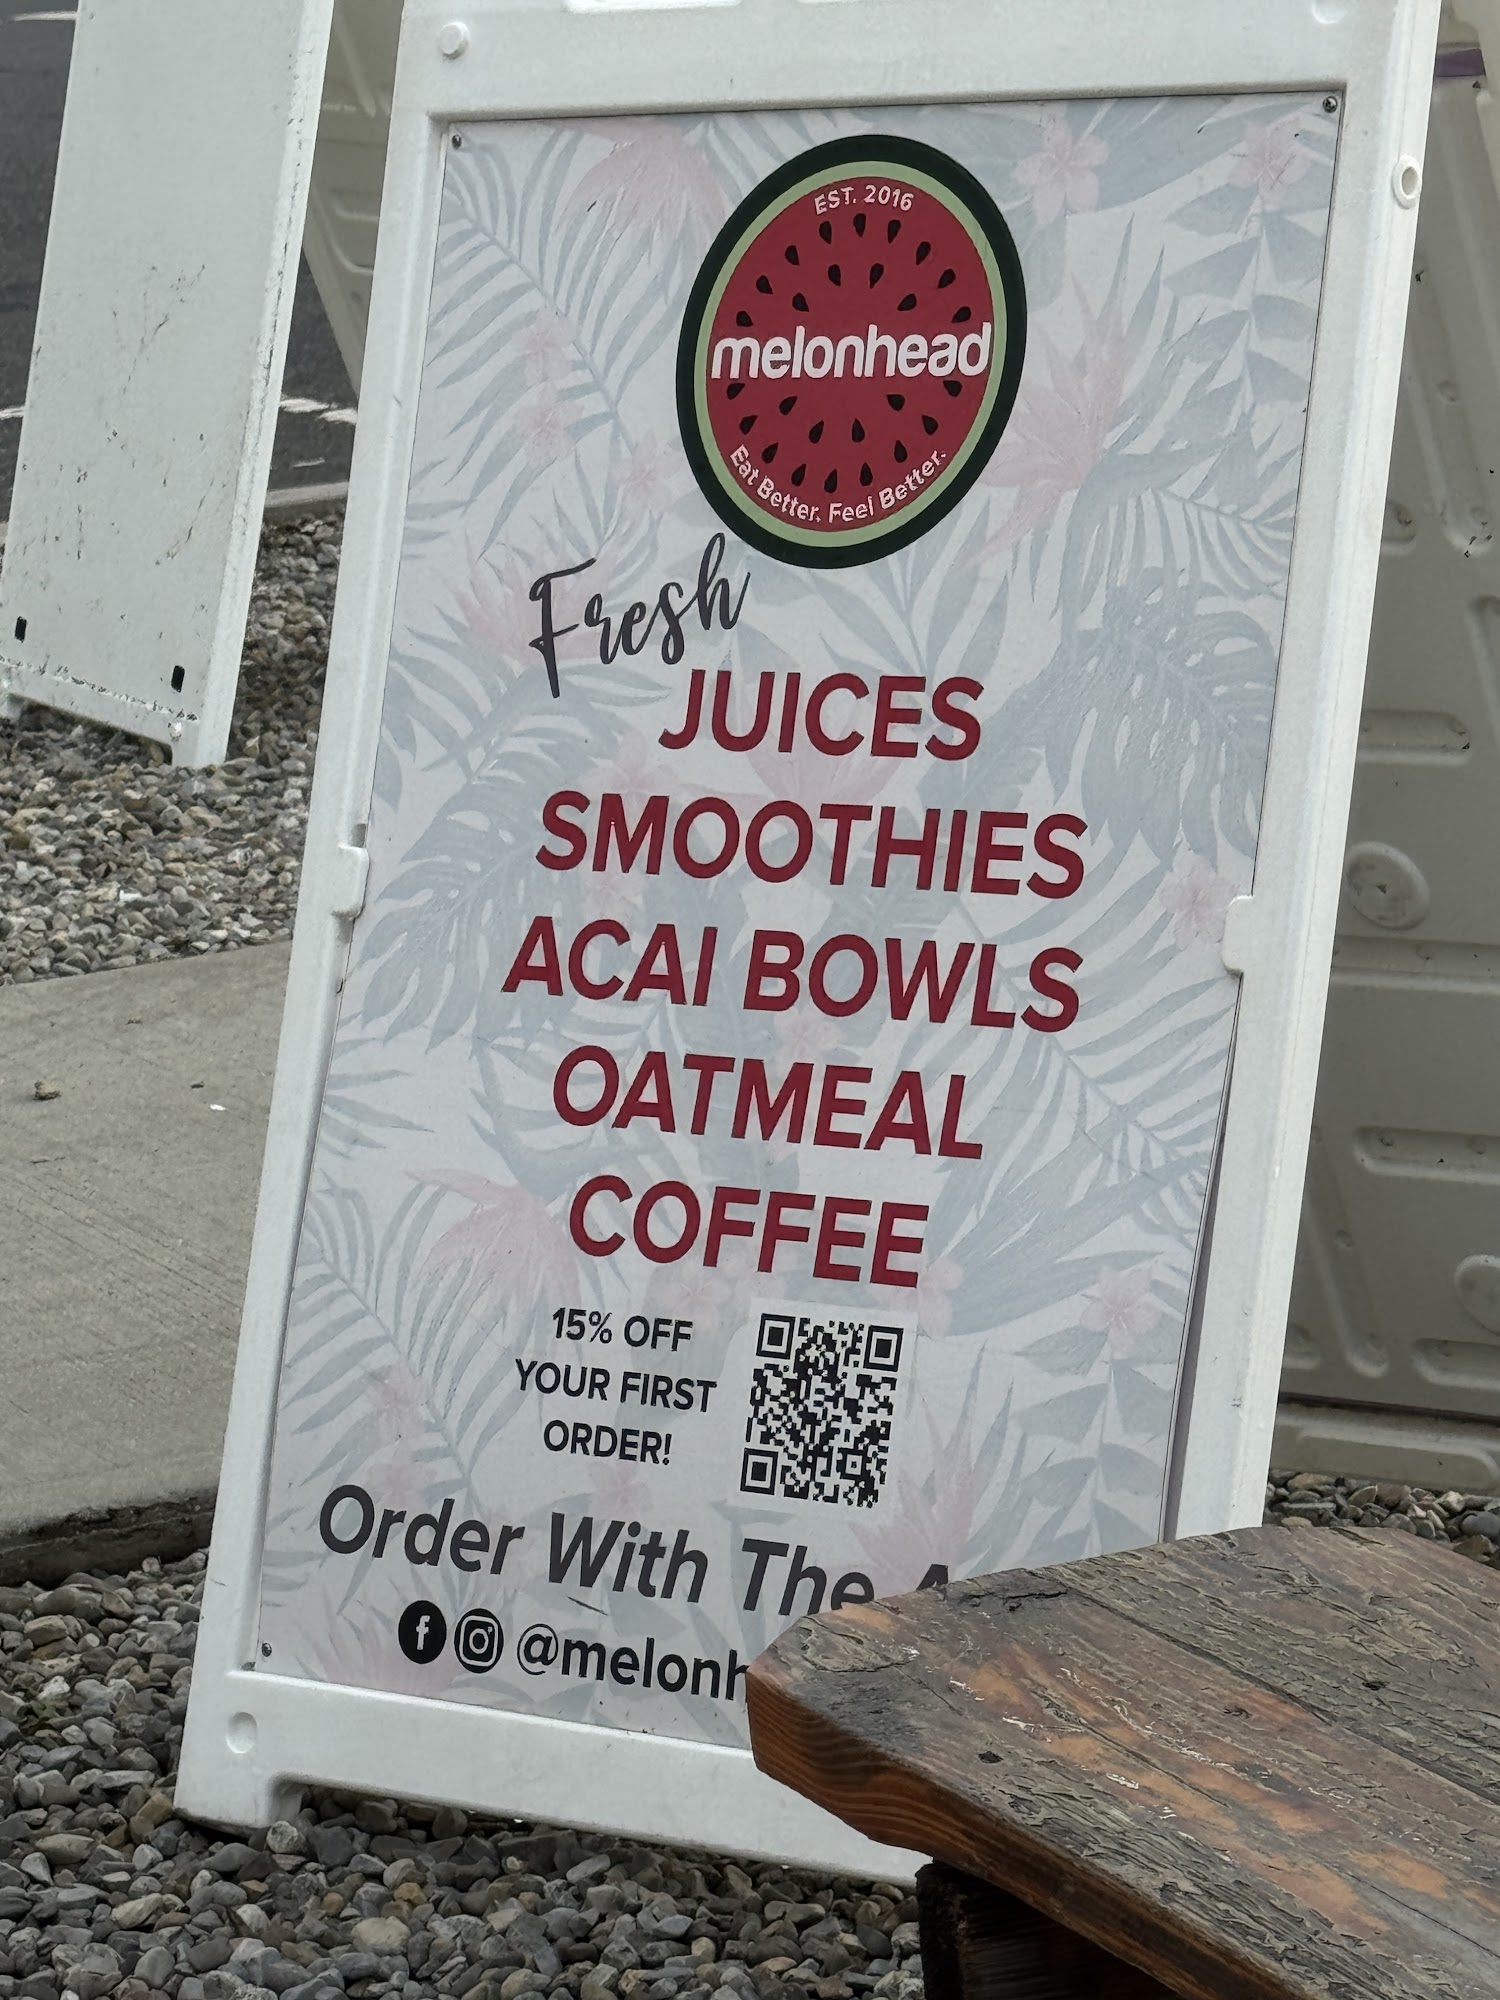 EST. 2016
melonhead
Eat Better. Feel Better.
Fresh
JUICES
SMOOTHIES
ACAI BOWLS
OATMEAL
COFFEE
15% OFF
YOUR FIRST
ORDER!
Order With The
@melonh